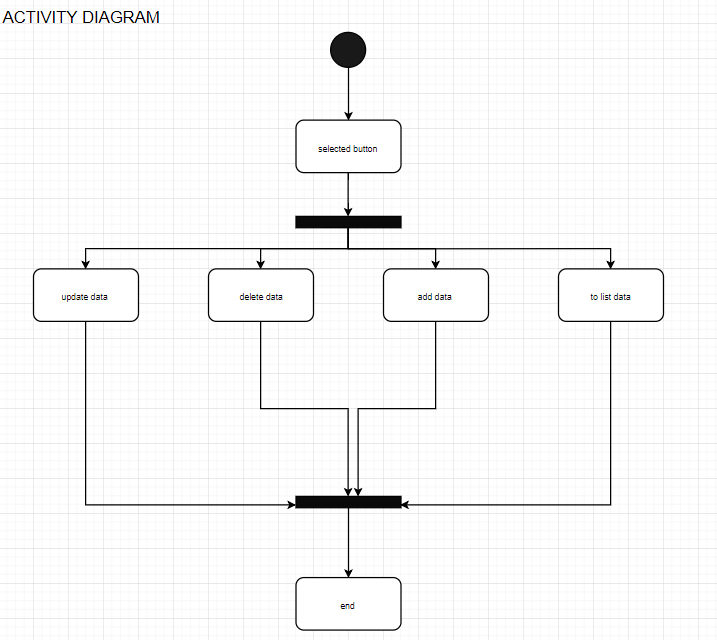 ACTIVITY DIAGRAM
selected button
update data
delete data
add data
to list data
end